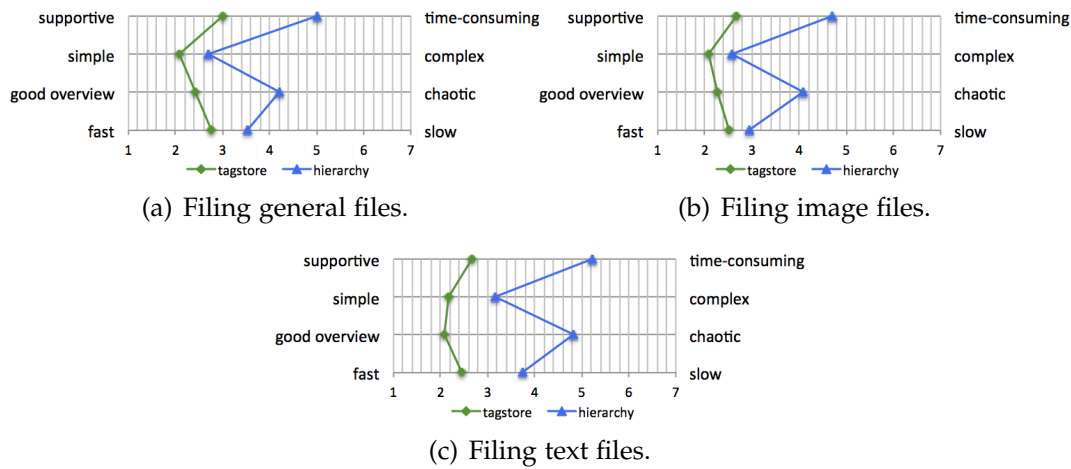 supportive time-consuming
simple complex
good overview chaotic
fast slow
1 2 3 4 5 6 7
tagstore hierarchy
(a) Filing general files.
supportive time-consuming
simple complex
good overview chaotic
fast slow
1 2 3 4 5 6 7
tagstore hierarchy
(b) Filing image files.
supportive time-consuming
simple complex
good overview chaotic
fast slow
1 2 3 4 5 6 7
tagstore hierarchy
(c) Filing text files.